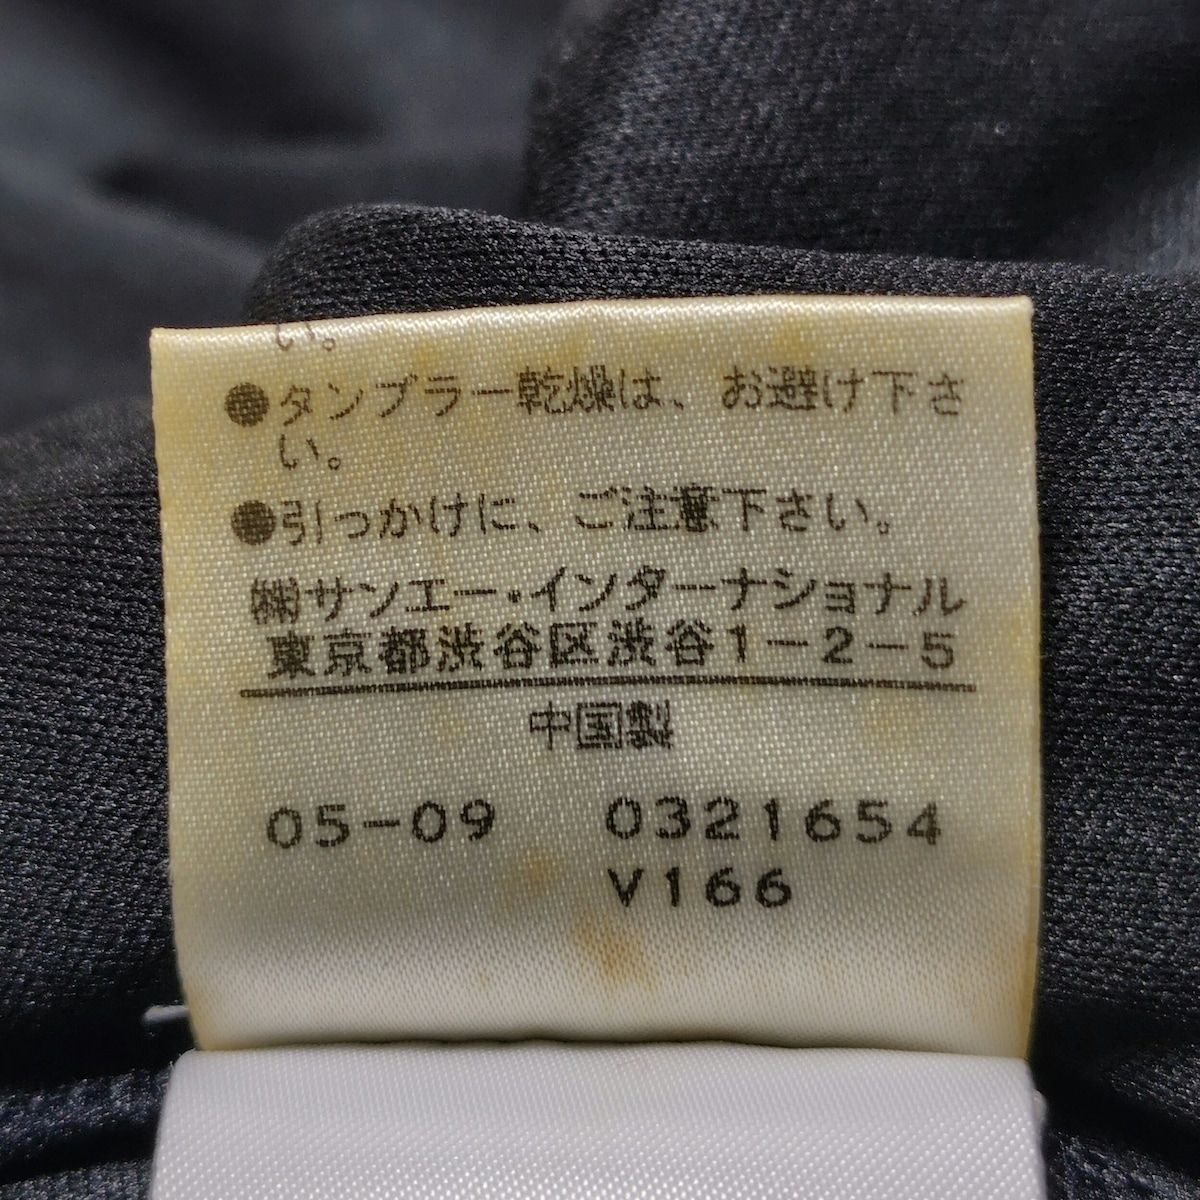 い。
●タンブラー乾燥は、お避け下さ
い。
●引っかけに、ご注意下さい。
㈱サンエー・インターナショナル
東京都渋谷区渋谷1-2-5
中国製
05-09 0321654
V166